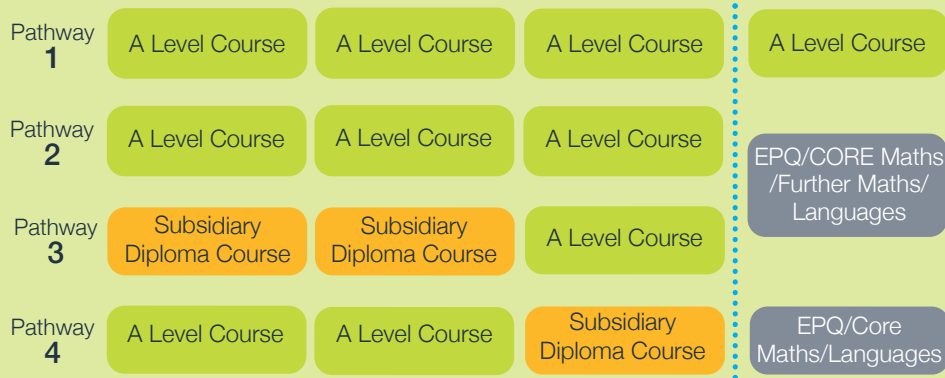 Pathway
1
A Level Course
A Level Course
A Level Course
A Level Course
Pathway
2
A Level Course
A Level Course
A Level Course
EPQ/CORE Maths
/Further Maths/
Languages
Pathway
3
Subsidiary
Diploma Course
Subsidiary
Diploma Course
A Level Course
Pathway
4
A Level Course
A Level Course
Subsidiary
Diploma Course
EPQ/Core
Maths/Languages